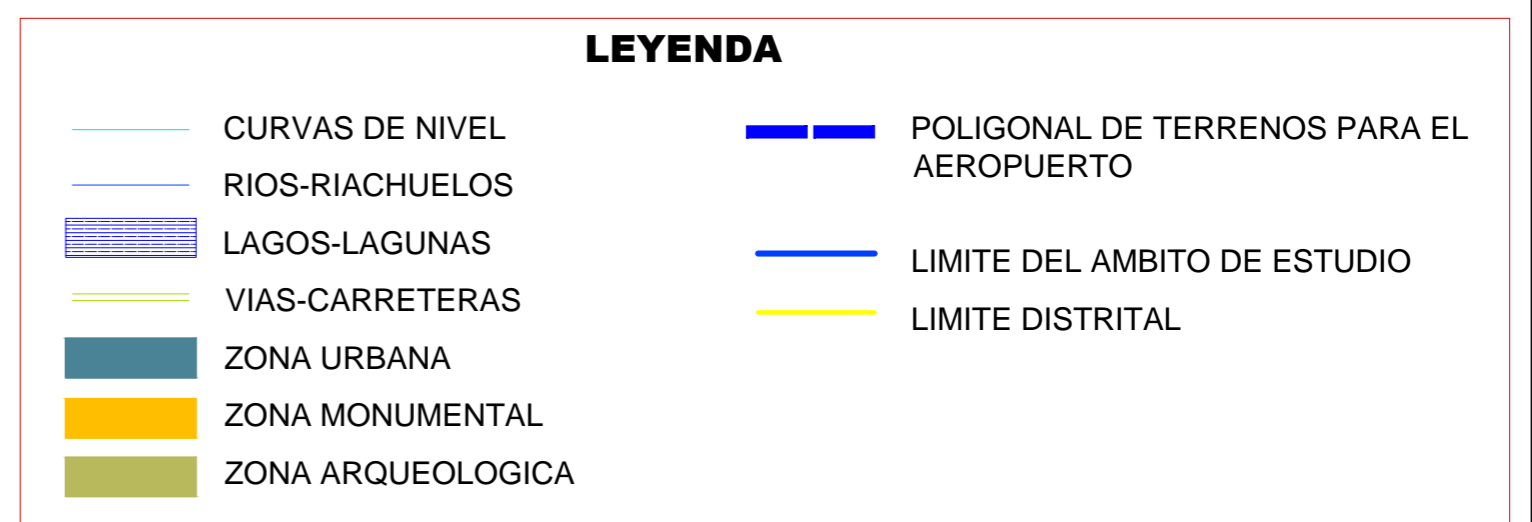 LEYENDA
CURVAS DE NIVEL
RIOS-RIACHUELOS
LAGOS-LAGUNAS
VIAS-CARRETERAS
ZONA URBANA
ZONA MONUMENTAL
ZONA ARQUEOLOGICA
POLIGONAL DE TERRENOS PARA EL
AEROPUERTO
LIMITE DEL AMBITO DE ESTUDIO
LIMITE DISTRITAL